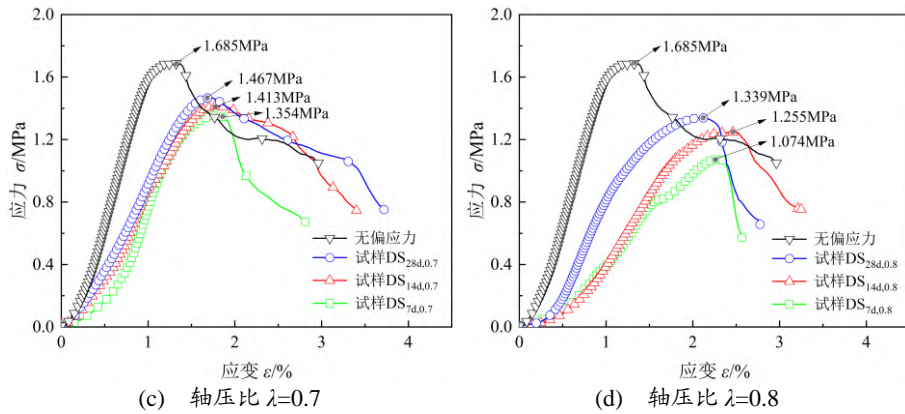 2.0
1.6
1.2
0.8
0.4
0.0
应力 σ/MPa
1.685MPa
1.467MPa
1.413MPa
1.354MPa
无偏应力
试样DS28d,0.7
试样DS14d,0.7
试样DS7d,0.7
0 1 2 3 4
应变 ε/%
(c) 轴压比 λ=0.7
2.0
1.6
1.2
0.8
0.4
0.0
应力 σ/MPa
1.685MPa
1.339MPa
1.255MPa
1.074MPa
无偏应力
试样DS28d,0.8
试样DS14d,0.8
试样DS7d,0.8
0 1 2 3 4
应变 ε/%
(d) 轴压比 λ=0.8